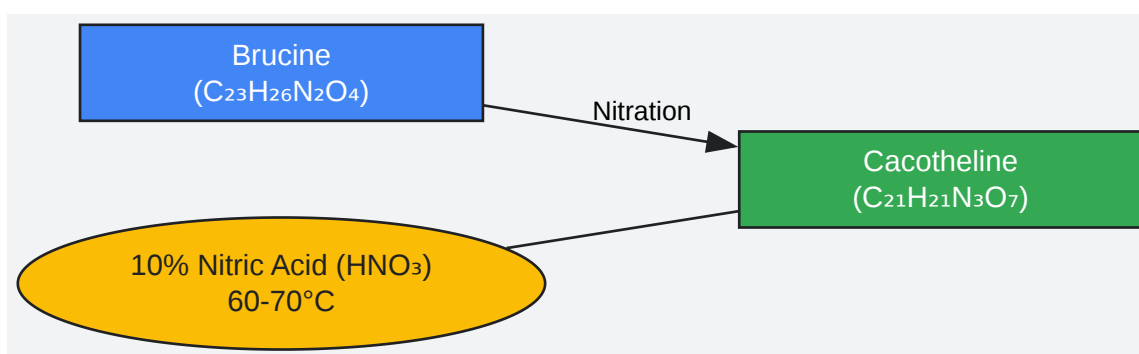 Brucine
(C₂₃H₂₆N₂O₄)
Nitration
Cacotheline
(C₂₁H₂₁N₃O₇)
10% Nitric Acid (HNO₃)
60-70°C